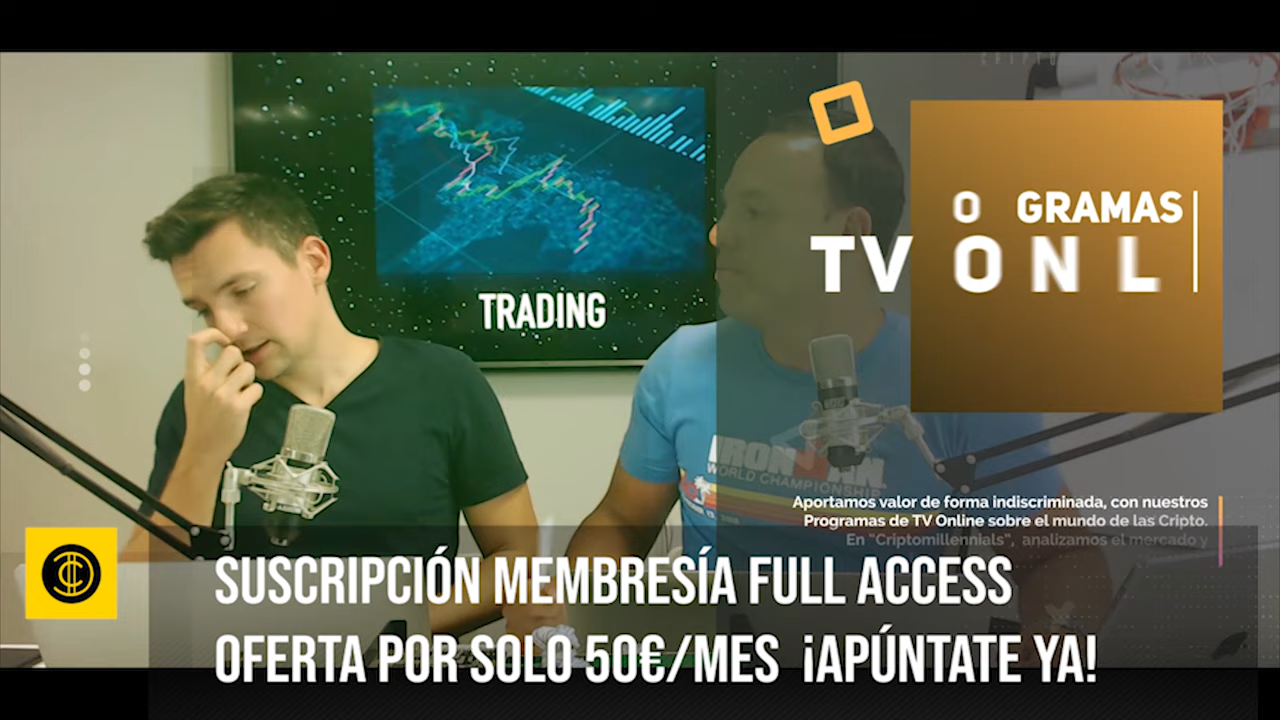 TRADING
O GRAMAS
TV ONL
IRONMAN
WORLD CHAMPIONSHIP
Aportamos valor de forma indiscriminada, con nuestros
Programas de TV Online sobre el mundo de las Cripto.
En "Criptomillennials", analizamos el mercado y
SUSCRIPCIÓN MEMBRESÍA FULL ACCESS
OFERTA POR SOLO 50€/MES ¡APÚNTATE YA!